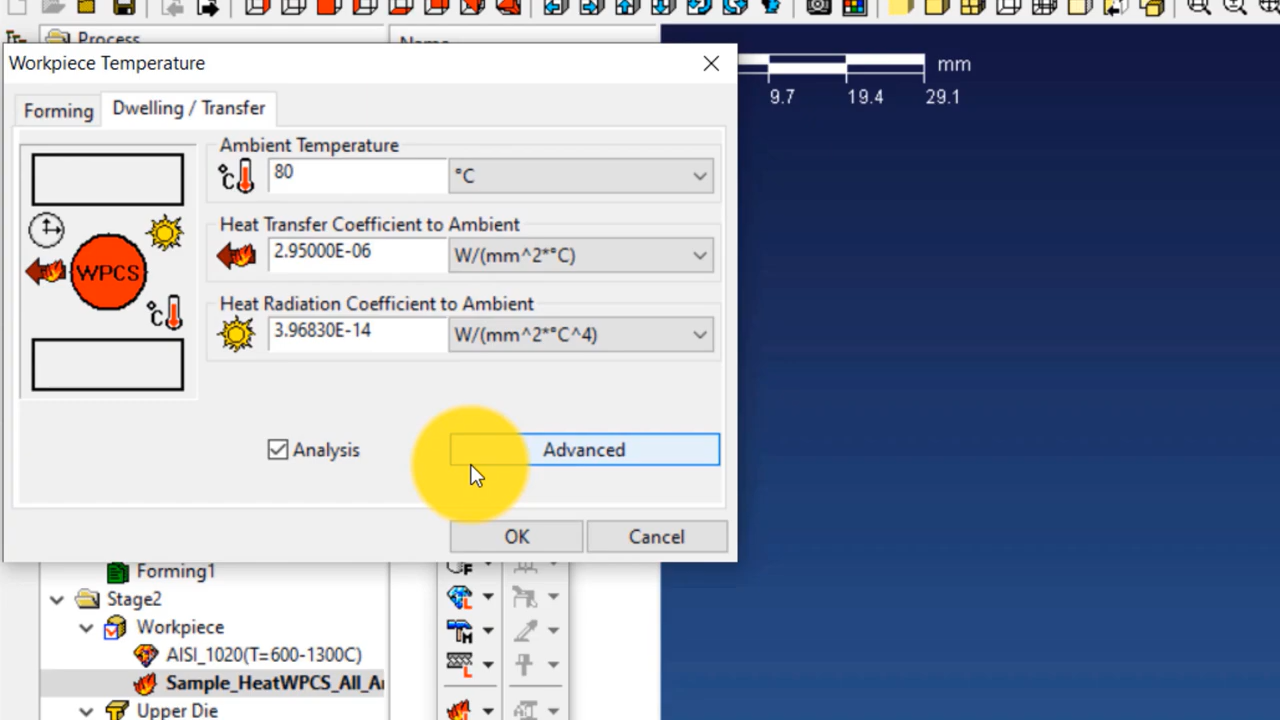 Process
Name
Workpiece Temperature
Forming
Dwelling / Transfer
Ambient Temperature
°C
80
°C
Heat Transfer Coefficient to Ambient
2.95000E-06
W/(mm^2*°C)
WPCS
°C
Heat Radiation Coefficient to Ambient
3.96830E-14
W/(mm^2*°C^4)
Analysis
Advanced
OK
Cancel
mm
9.7
19.4
29.1
Forming1
Stage2
Workpiece
AISI_1020(T=600-1300C)
Sample_HeatWPCS_All_
Upper Die